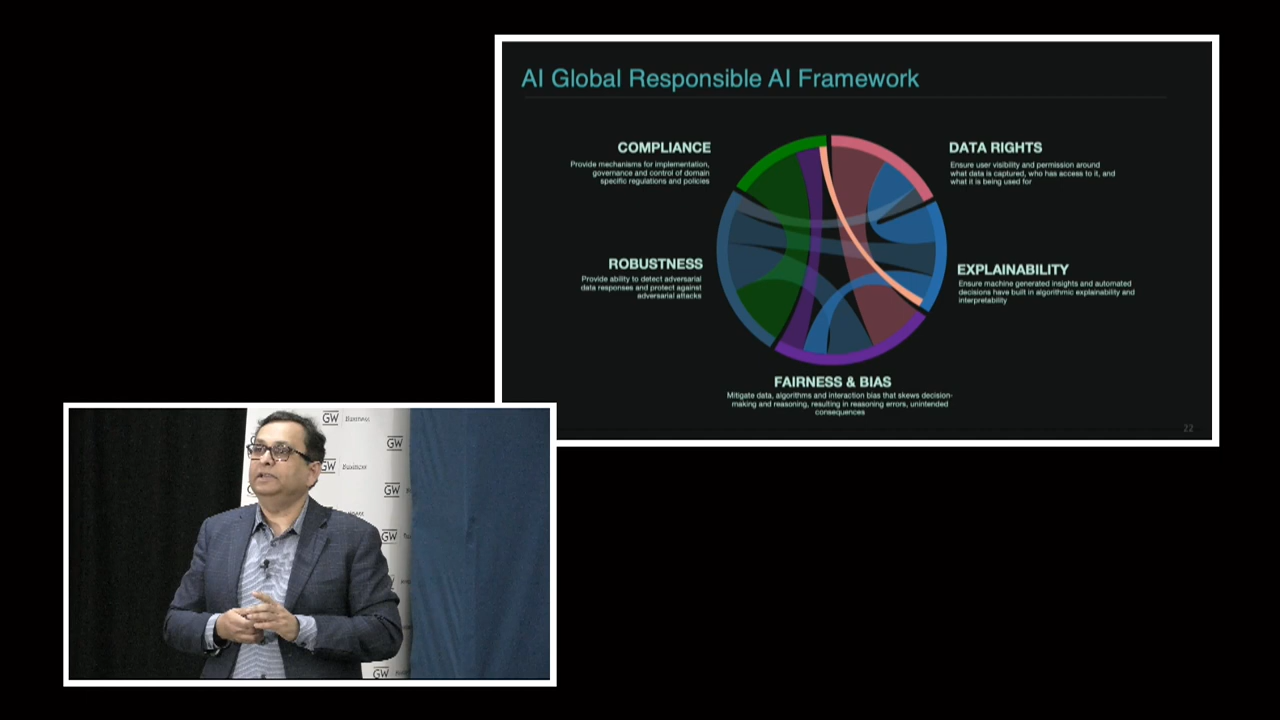 AI Global Responsible AI Framework
COMPLIANCE
Provide mechanisms for implementation,
governance and control of domain
specific regulations and policies
DATA RIGHTS
Ensure user visibility and permission around
what data is captured, who has access to it, and
what it is being used for
ROBUSTNESS
Provide ability to detect adversarial
data responses and protect against
adversarial attacks
EXPLAINABILITY
Ensure machine generated insights and automated
decisions have built in algorithmic explainability and
interpretability
FAIRNESS & BIAS
Mitigate data, algorithms and interaction bias that skews decision-
making and reasoning, resulting in reasoning errors, unintended
consequences
22
GW Business
GW
GW Business
GW
GW
GW